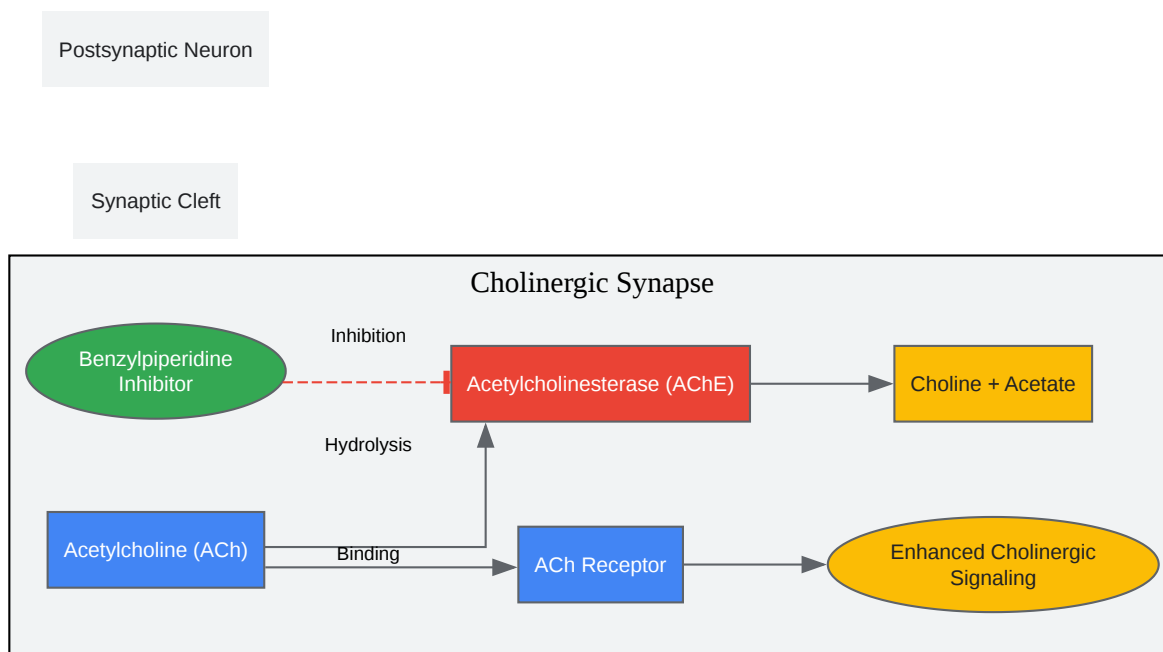 Postsynaptic Neuron
Synaptic Cleft
Cholinergic Synapse
Inhibition
Benzylpiperidine
Inhibitor
Acetylcholinesterase (AChE)
Choline + Acetate
Hydrolysis
Acetylcholine (ACh)
Binding
ACh Receptor
Enhanced Cholinergic
Signaling